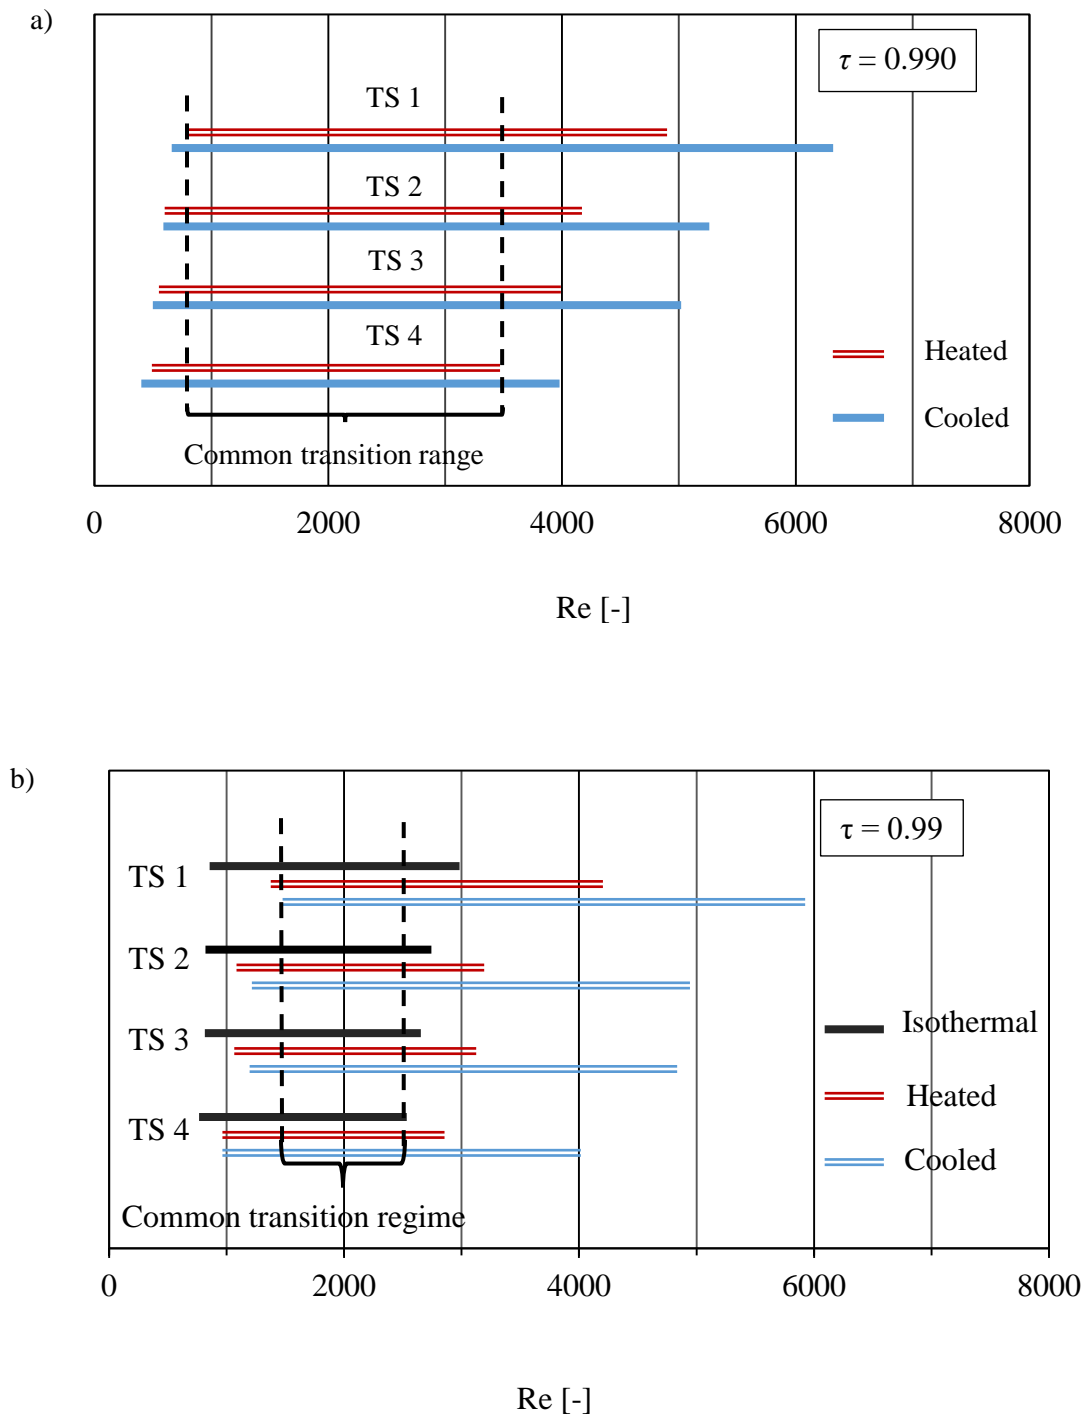 a)
τ = 0.990
TS 1
TS 2
TS 3
TS 4
Heated
Cooled
Common transition range
0 2000 4000 6000 8000
Re [-]
b)
τ = 0.99
TS 1
TS 2
TS 3
TS 4
Isothermal
Heated
Cooled
Common transition regime
0 2000 4000 6000 8000
Re [-]